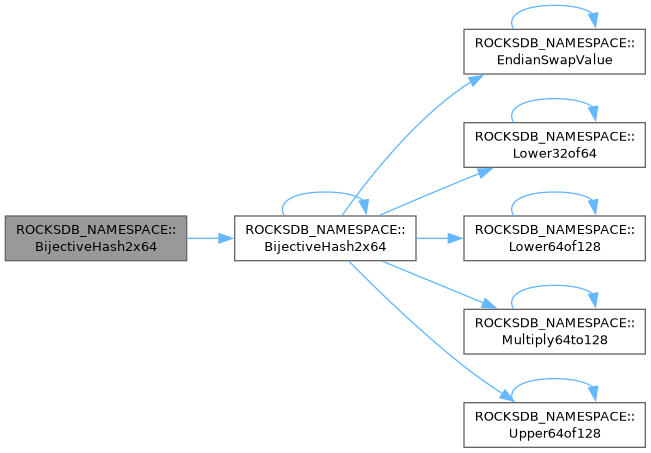 ROCKSDB_NAMESPACE::
EndianSwapValue
ROCKSDB_NAMESPACE::
Lower32of64
ROCKSDB_NAMESPACE::
BijectiveHash2x64
ROCKSDB_NAMESPACE::
BijectiveHash2x64
ROCKSDB_NAMESPACE::
Lower64of128
ROCKSDB_NAMESPACE::
Multiply64to128
ROCKSDB_NAMESPACE::
Upper64of128